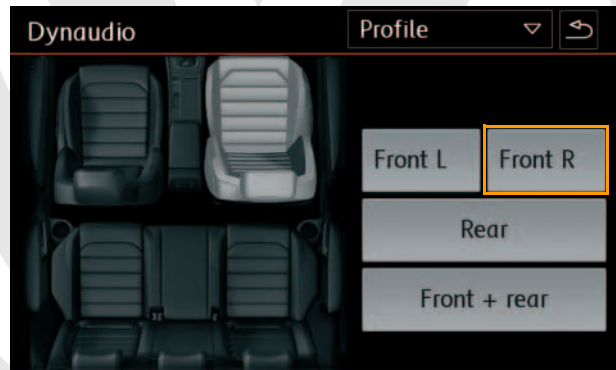 Dynaudio
Profile
Front L
Front R
Rear
Front + rear